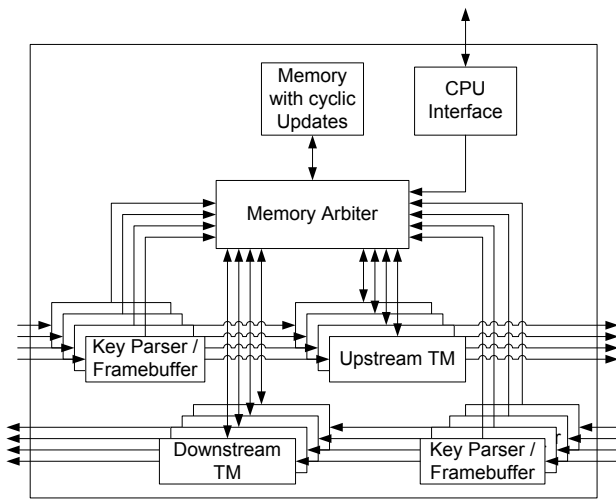 Memory
with cyclic
Updates
CPU
Interface
Memory Arbiter
Key Parser /
Framebuffer
Upstream TM
Downstream
TM
Key Parser /
Framebuffer